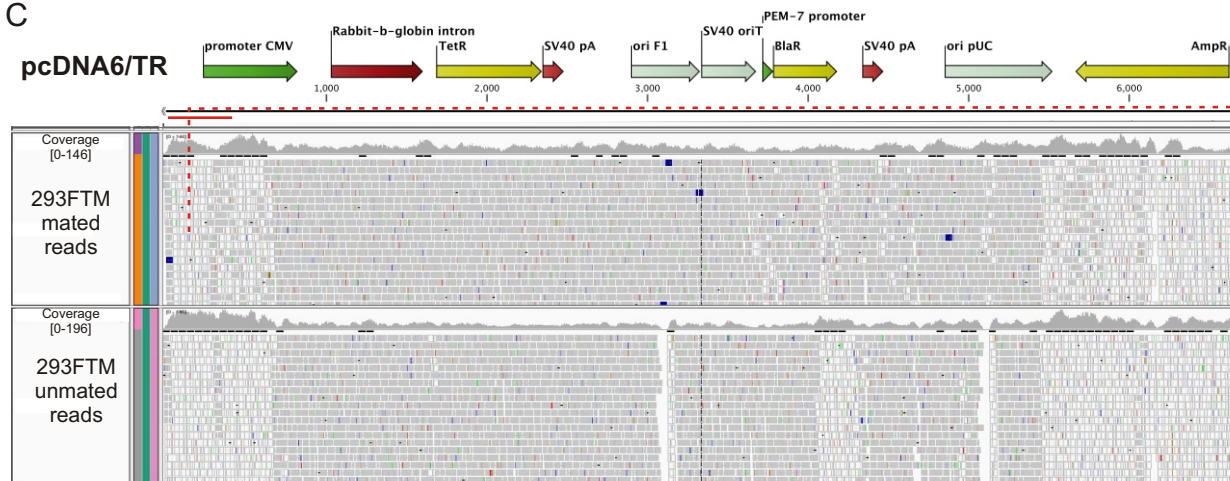 C
PEM-7 promoter
Rabbit-b-globin intron
SV40 oriT
promoter CMV
TetR
SV40 pA
ori F1
BlaR
SV40 pA
ori pUC
AmpR
pcDNA6/TR
1,000
2,000
3,000
4,000
5,000
6,000
Coverage
[0-146]
293FTM
mated
reads
Coverage
[0-196]
293FTM
unmated
reads